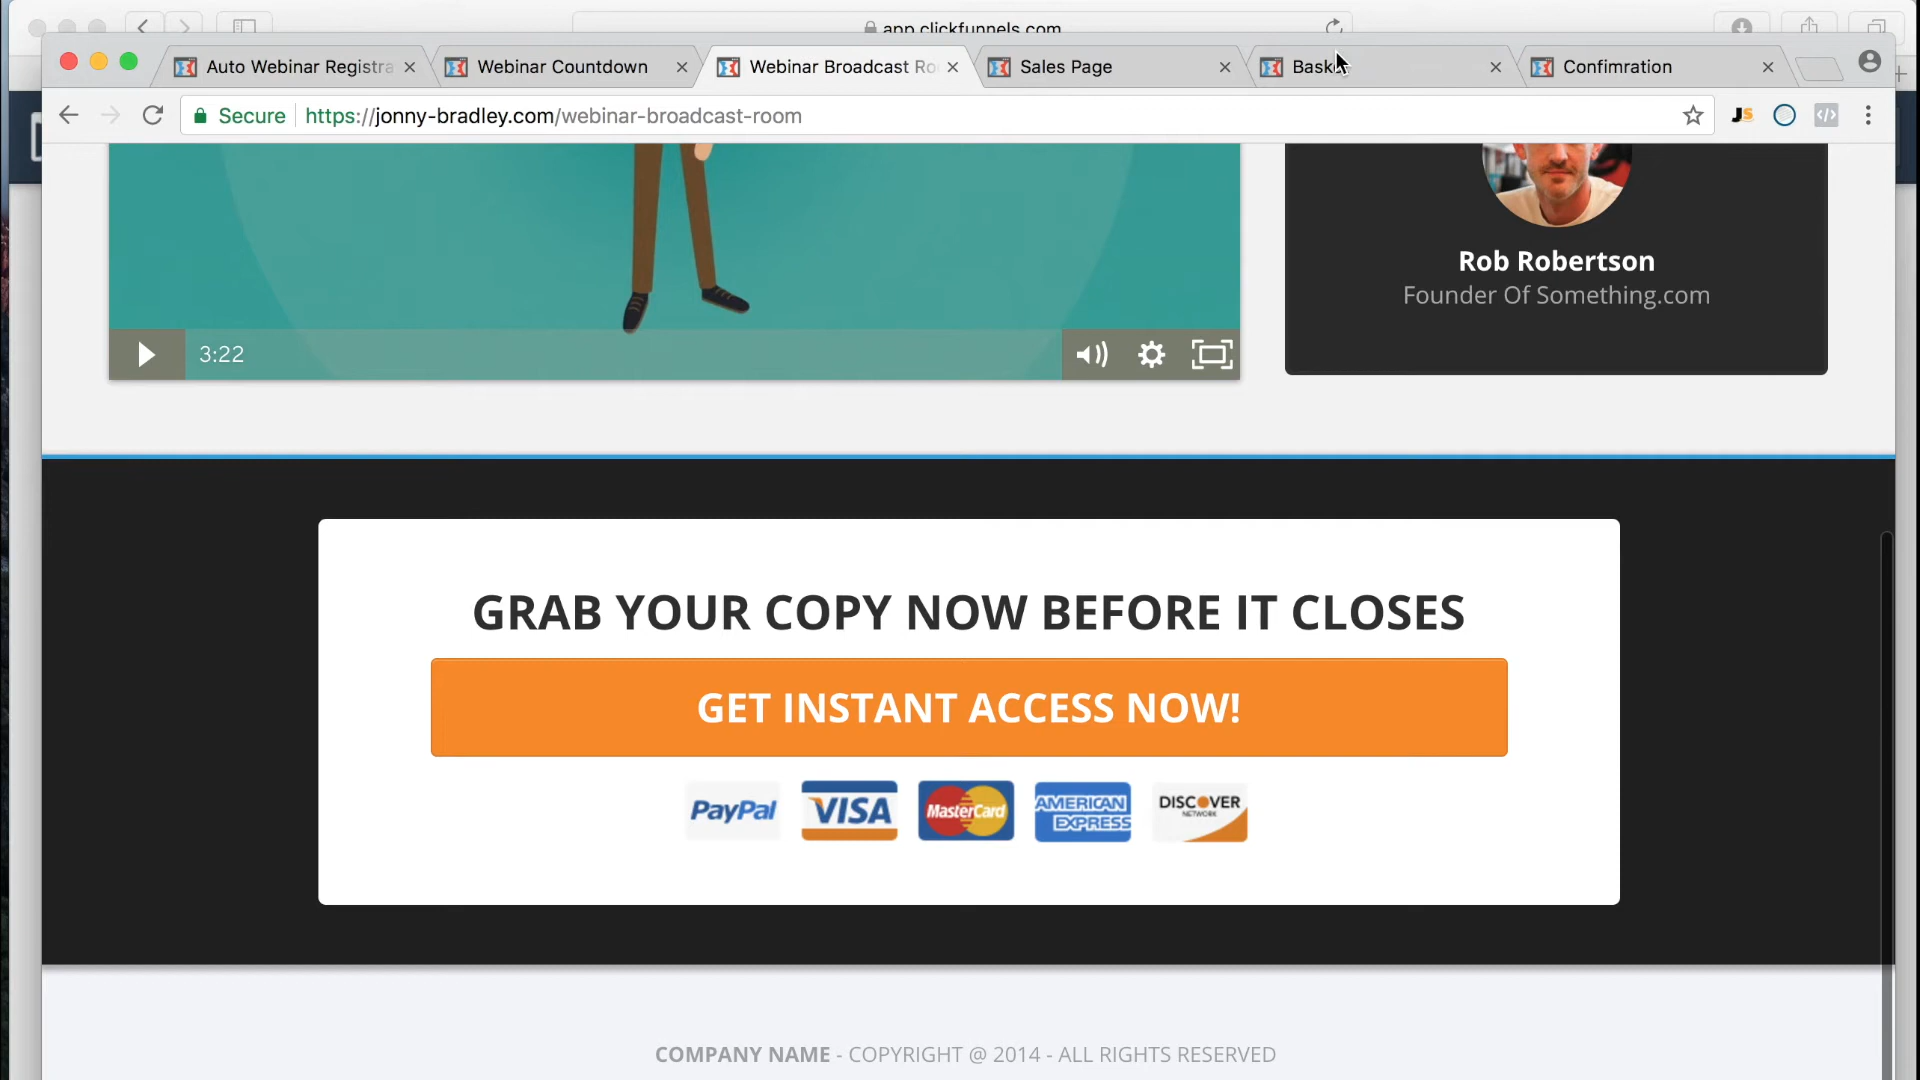 app.clickfunnels.com
Auto Webinar Registra
Webinar Countdown
Webinar Broadcast Ro
Sales Page
Bask
Confimration
Secure
https://jonny-bradley.com/webinar-broadcast-room
JS
Rob Robertson
Founder Of Something.com
3:22
GRAB YOUR COPY NOW BEFORE IT CLOSES
GET INSTANT ACCESS NOW!
PayPal
VISA
MasterCard
AMERICAN EXPRESS
DISCOVER
NETWORK
COMPANY NAME - COPYRIGHT @ 2014 - ALL RIGHTS RESERVED